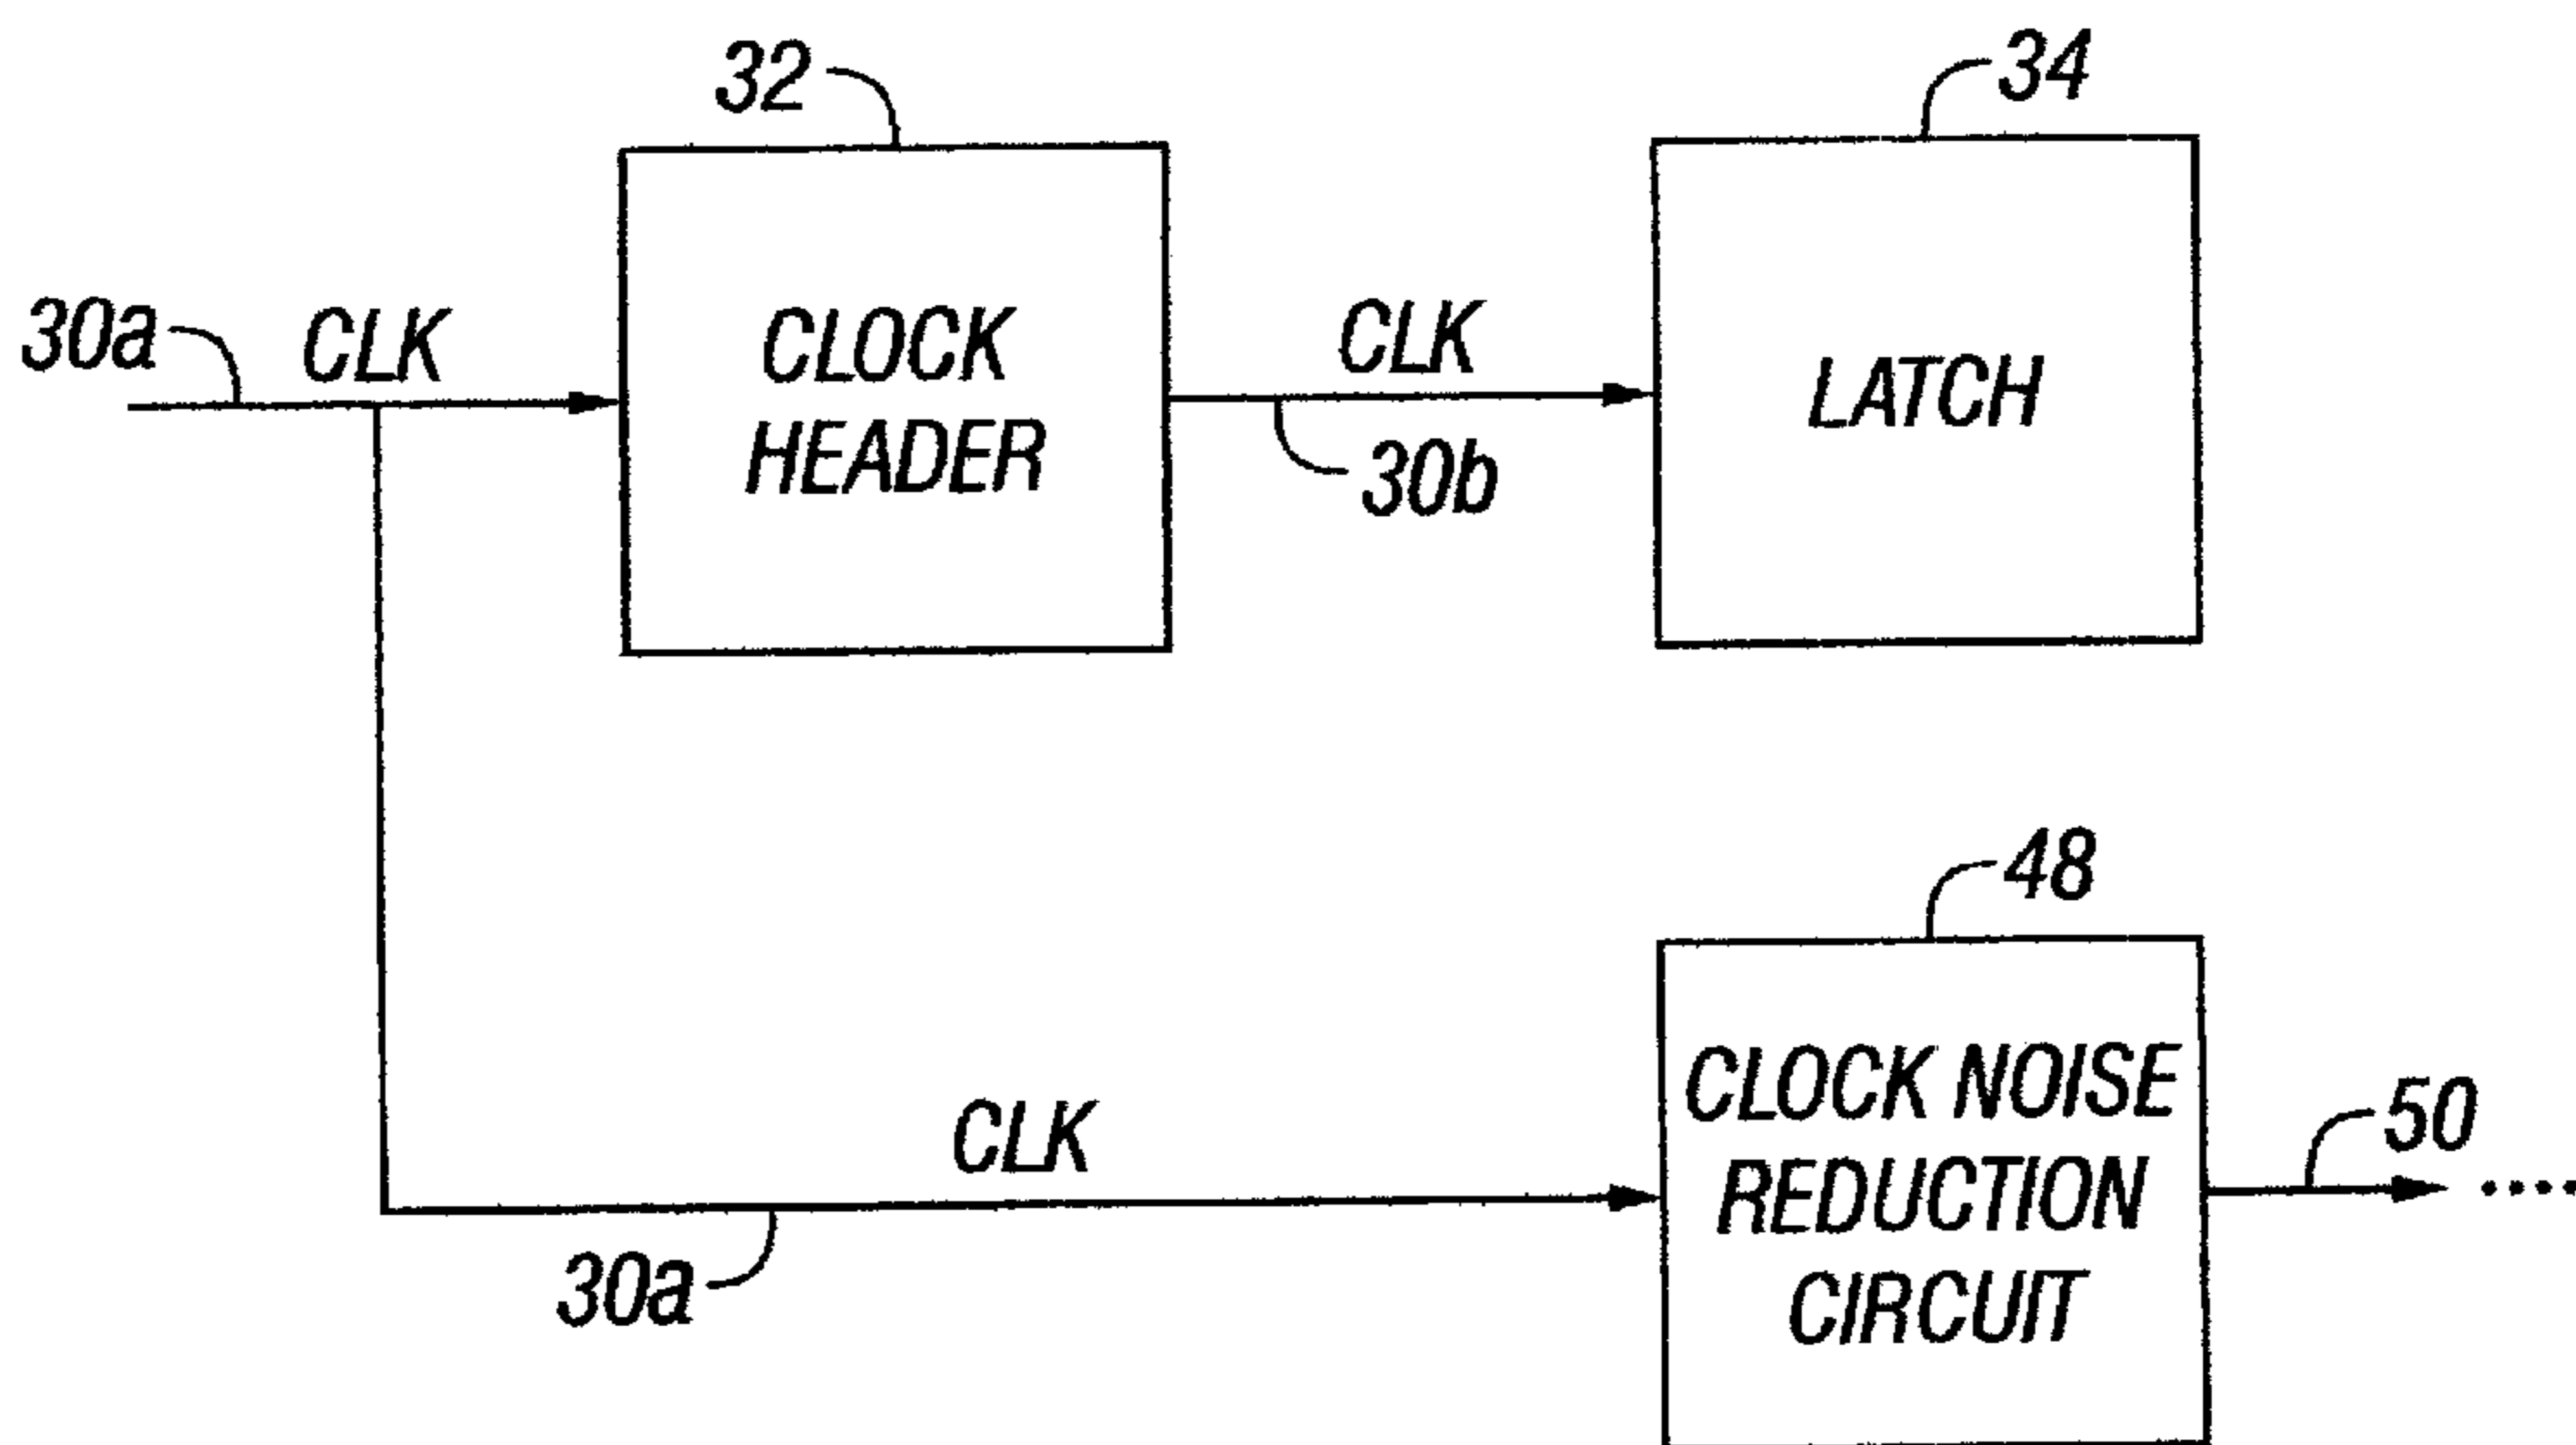 32
34
30a
CLK
CLOCK
HEADER
CLK
30b
LATCH
48
CLOCK NOISE
REDUCTION
CIRCUIT
CLK
30a
50